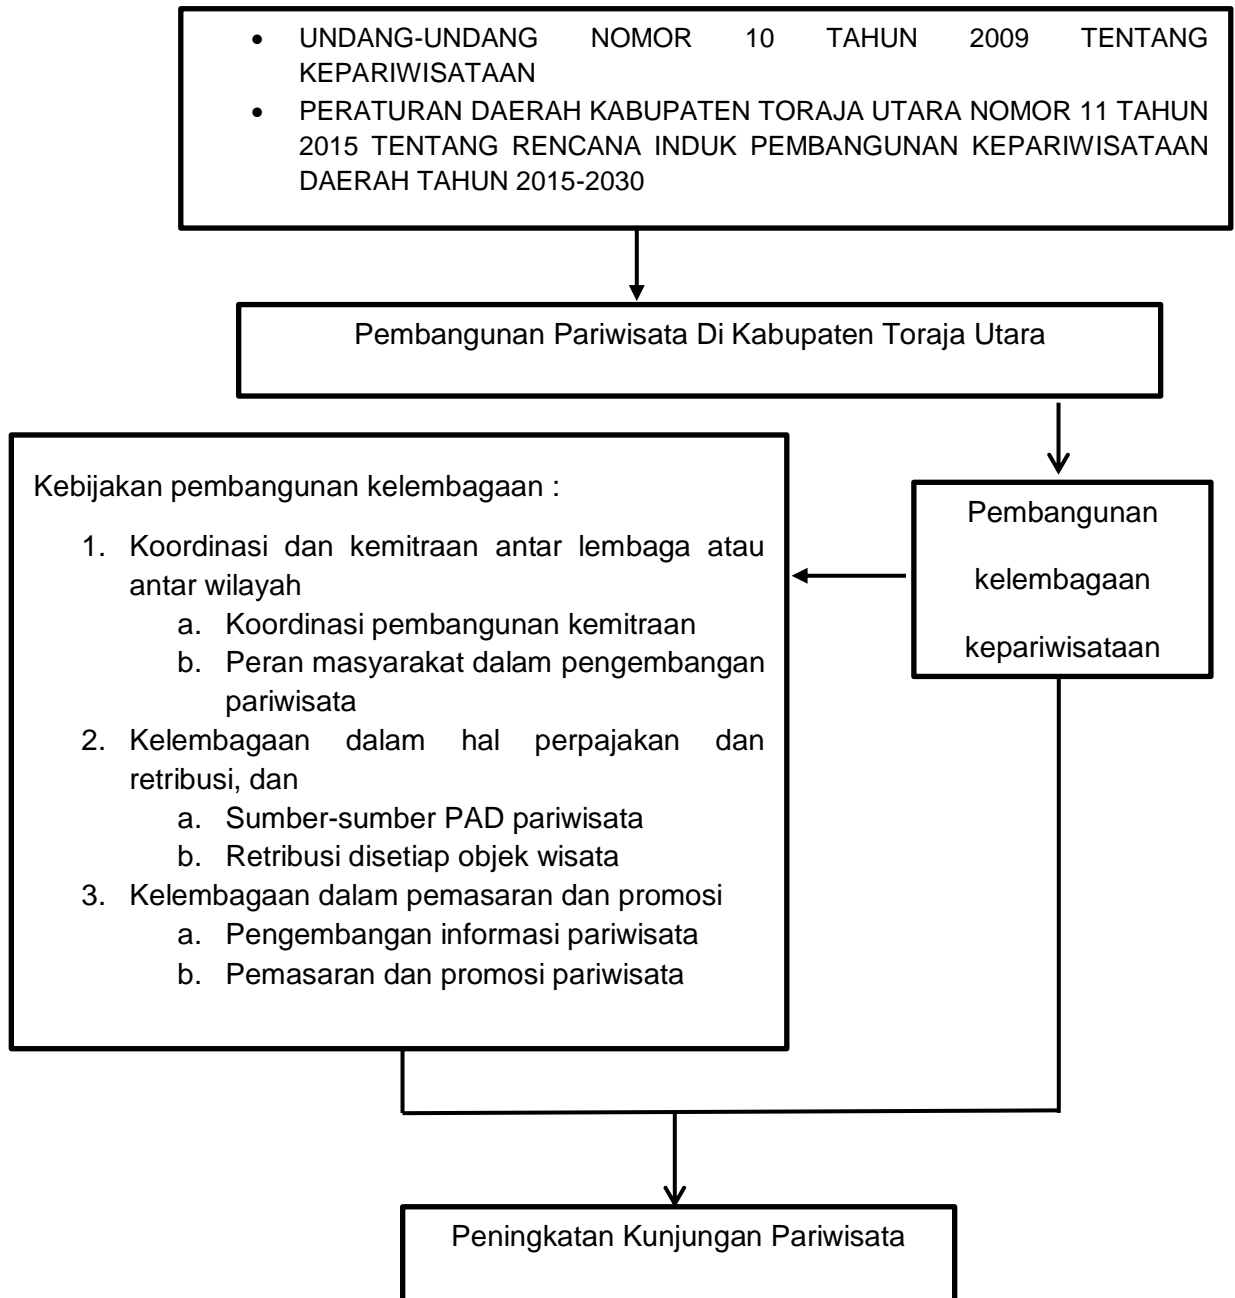 • UNDANG-UNDANG NOMOR 10 TAHUN 2009 TENTANG
KEPARIWISATAAN
• PERATURAN DAERAH KABUPATEN TORAJA UTARA NOMOR 11 TAHUN
2015 TENTANG RENCANA INDUK PEMBANGUNAN KEPARIWISATAAN
DAERAH TAHUN 2015-2030
Pembangunan Pariwisata Di Kabupaten Toraja Utara
Kebijakan pembangunan kelembagaan :
1. Koordinasi dan kemitraan antar lembaga atau
antar wilayah
a. Koordinasi pembangunan kemitraan
b. Peran masyarakat dalam pengembangan
pariwisata
2. Kelembagaan dalam hal perpajakan dan
retribusi, dan
a. Sumber-sumber PAD pariwisata
b. Retribusi disetiap objek wisata
3. Kelembagaan dalam pemasaran dan promosi
a. Pengembangan informasi pariwisata
b. Pemasaran dan promosi pariwisata
Pembangunan
kelembagaan
kepariwisataan
Peningkatan Kunjungan Pariwisata